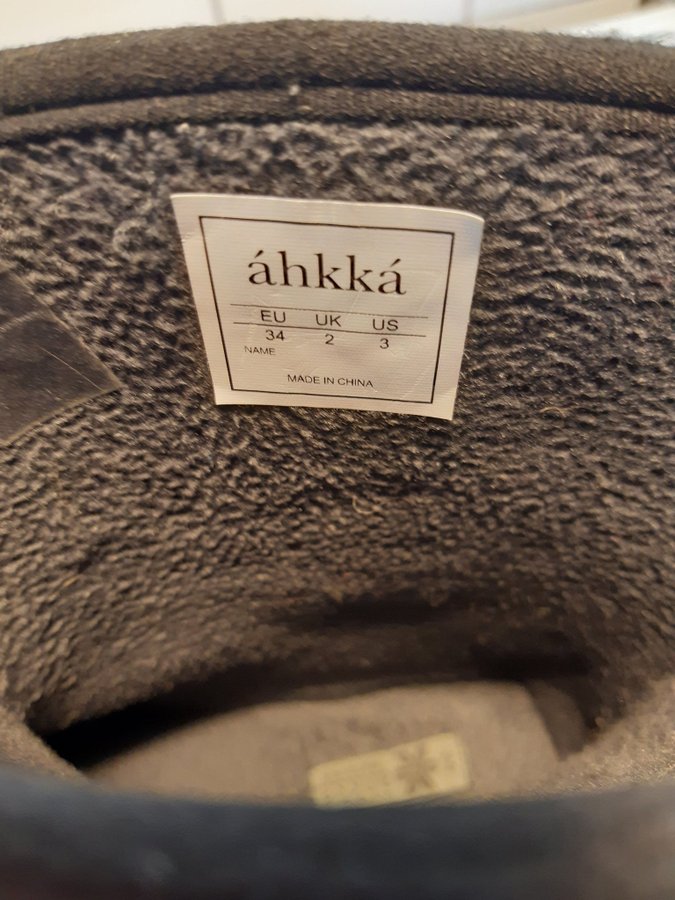 áhkká
EU UK US
34 2 3
NAME
MADE IN CHINA